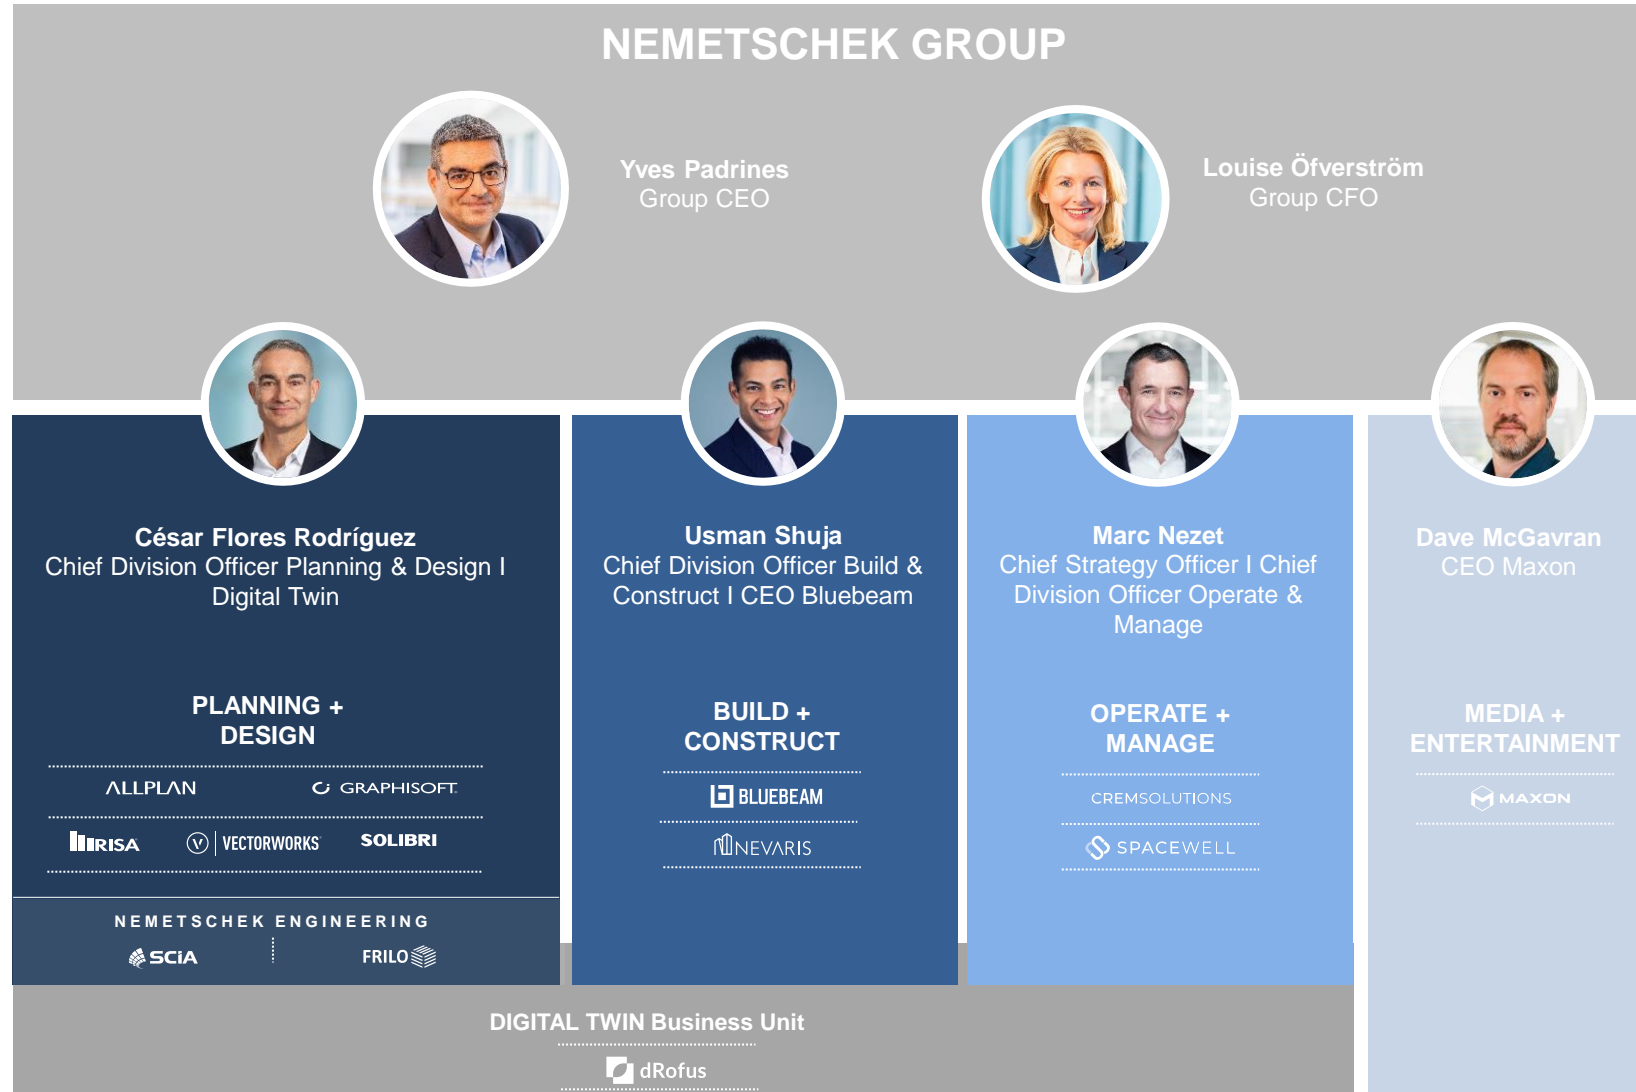 NEMETSCHEK GROUP
Yves Padrines
Group CEO
Louise Öfverström
Group CFO
César Flores Rodríguez
Chief Division Officer Planning & Design I
Digital Twin
Usman Shuja
Chief Division Officer Build &
Construct I CEO Bluebeam
Marc Nezet
Chief Strategy Officer I Chief
Division Officer Operate &
Manage
Dave McGavran
CEO Maxon
PLANNING +
DESIGN
ALLPLAN
GRAPHISOFT
RISA
VECTORWORKS
SOLIBRI
NEMETSCHEK ENGINEERING
SCiA
FRILO
BUILD +
CONSTRUCT
BLUEBEAM
NEVARIS
OPERATE +
MANAGE
CREMSOLUTIONS
SPACEWELL
MEDIA +
ENTERTAINMENT
MAXON
DIGITAL TWIN Business Unit
dRofus